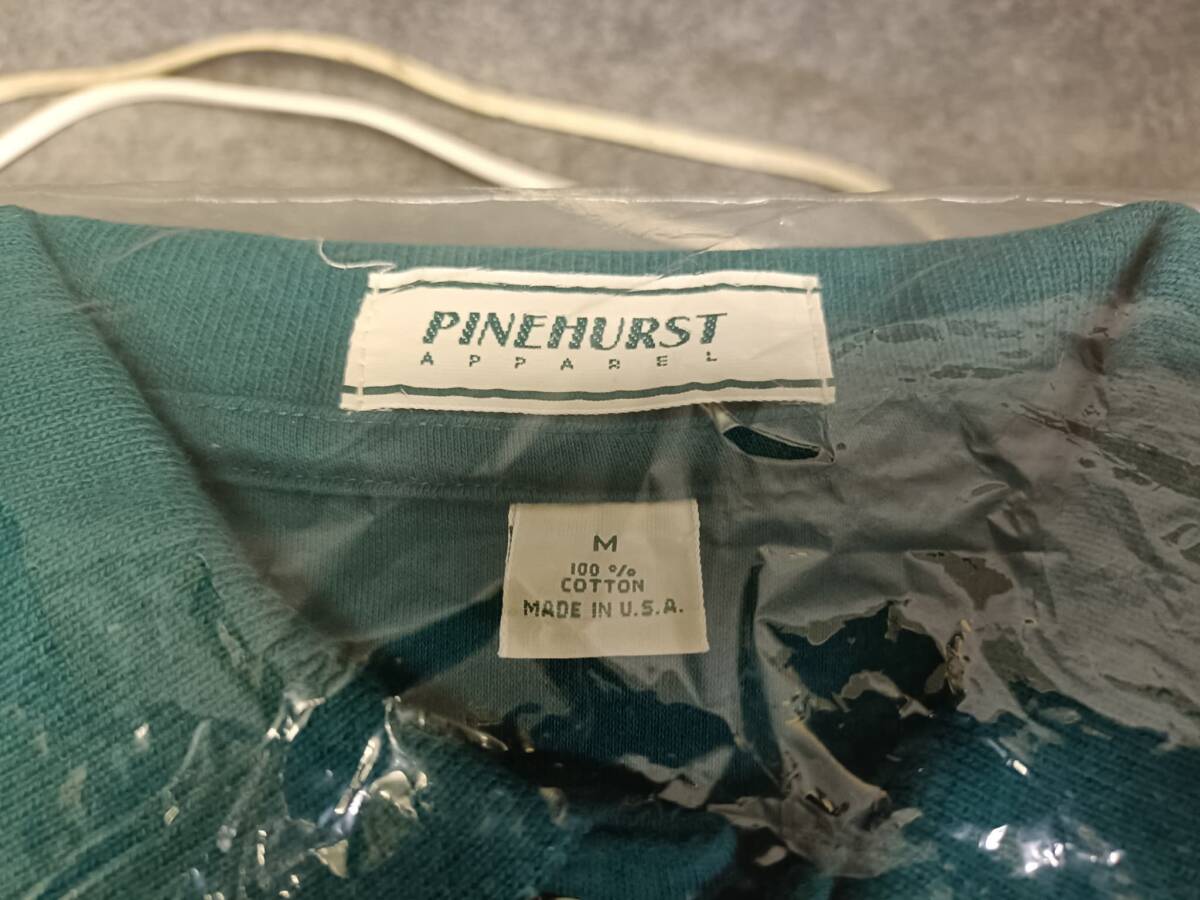 PINEHURST
APPAREL
M
100 %
COTTON
MADE IN U.S.A.